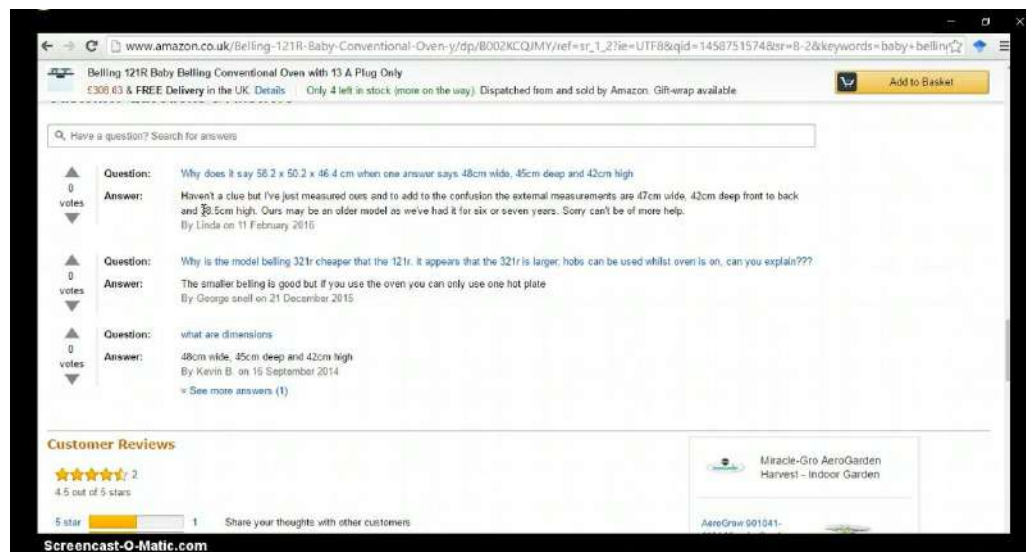 www.amazon.co.uk/Belling-121R-Baby-Conventional-Oven-y/dp/B002KCQJMY/ref=sr_1_2?ie=UTF8&qid=1458751574&sr=8-2&keywords=baby+belling
Belling 121R Baby Belling Conventional Oven with 13 A Plug Only
& FREE Delivery in the UK. Details Only 4 left in stock (more on the way). Dispatched from and sold by Amazon. Gift-wrap available.
Add to Basket
Have a question? Search for answers
0 votes
Question: Why does it say 58.2 x 50.2 x 46.4 cm when one answer says 48cm wide, 45cm deep and 42cm high
Answer: Haven't a clue but I've just measured ours and to add to the confusion the external measurements are 47cm wide, 42cm deep front to back
and 38.5cm high. Ours may be an older model as we've had it for six or seven years. Sorry can't be of more help.
By Linda on 11 February 2016
0 votes
Question: Why is the model belling 321r cheaper that the 121r. it appears that the 321r is larger, hobs can be used whilst oven is on, can you explain???
Answer: The smaller belling is good but if you use the oven you can only use one hot plate
By George snell on 21 December 2015
0 votes
Question: what are dimensions
Answer: 48cm wide, 45cm deep and 42cm high
By Kevin B. on 15 September 2014
See more answers (1)
Customer Reviews
2
4.5 out of 5 stars
5 star 1 Share your thoughts with other customers
Miracle-Gro AeroGarden
Harvest - Indoor Garden
AeroGrow 901041-
Screencast-O-Matic.com